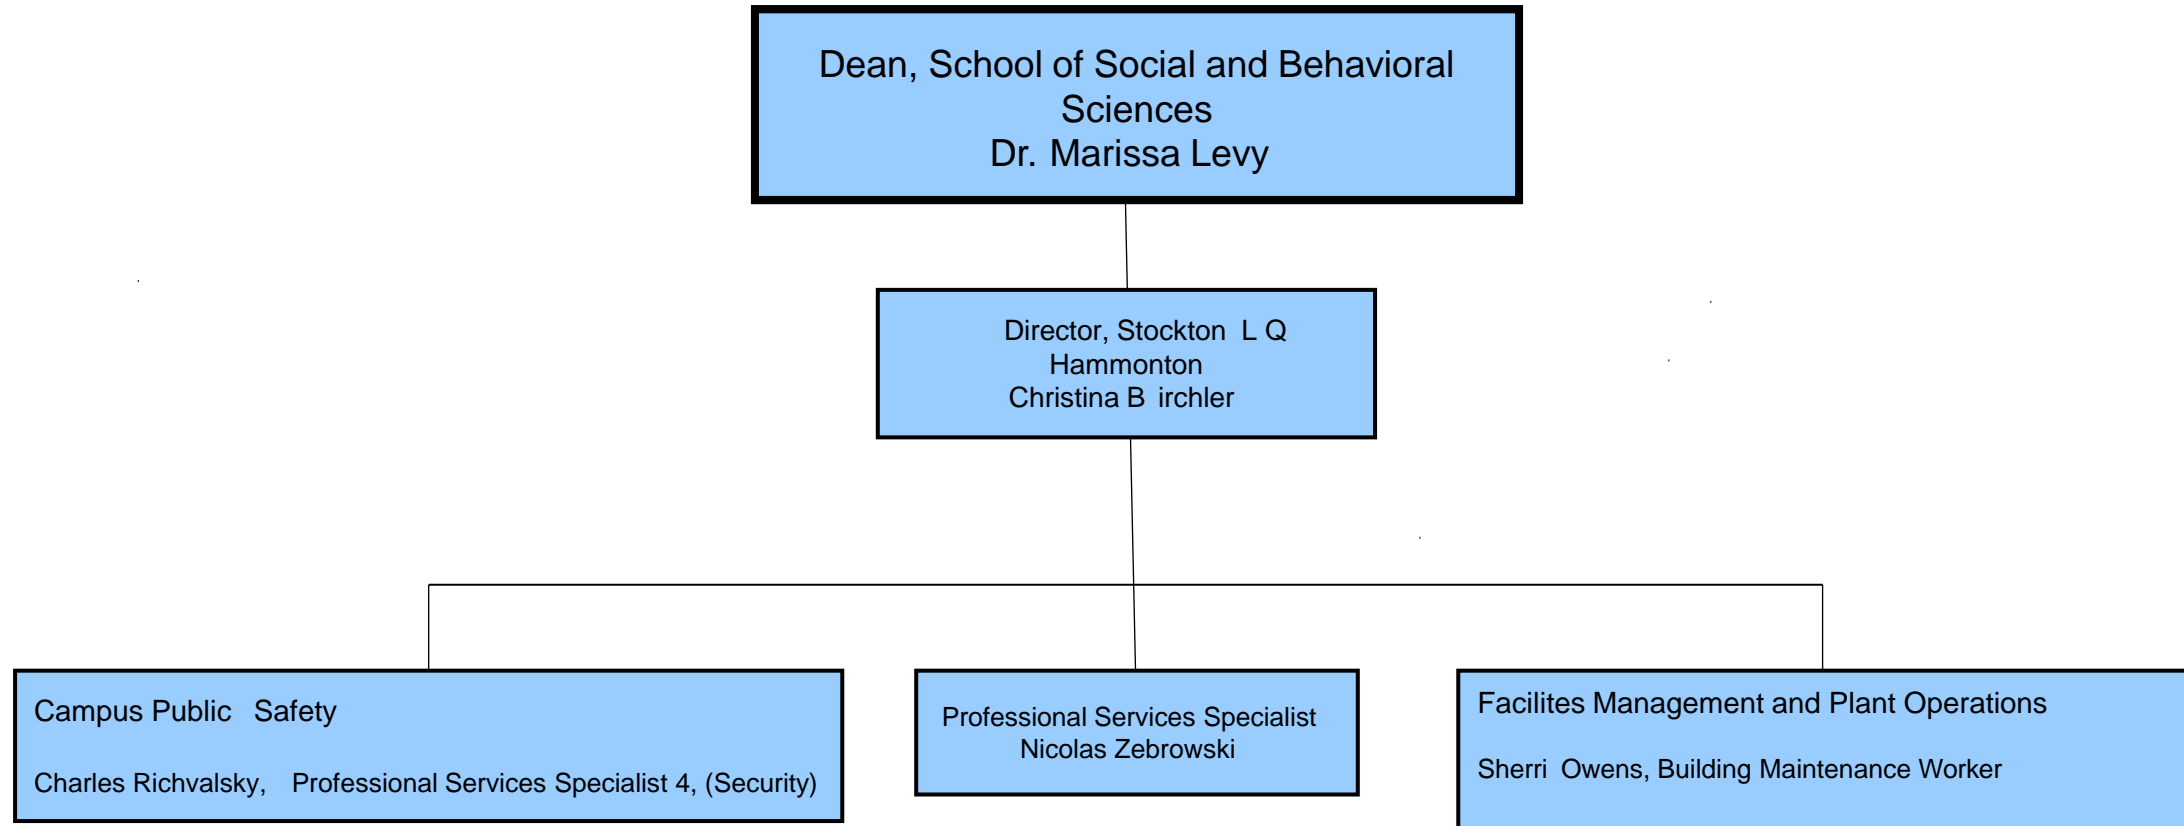 Dean, School of Social and Behavioral
Sciences
Dr. Marissa Levy
Director, Stockton L Q
Hammonton
Christina B irchler
Campus Public Safety
Charles Richvalsky, Professional Services Specialist 4, (Security)
Professional Services Specialist
Nicolas Zebrowski
Facilites Management and Plant Operations
Sherri Owens, Building Maintenance Worker